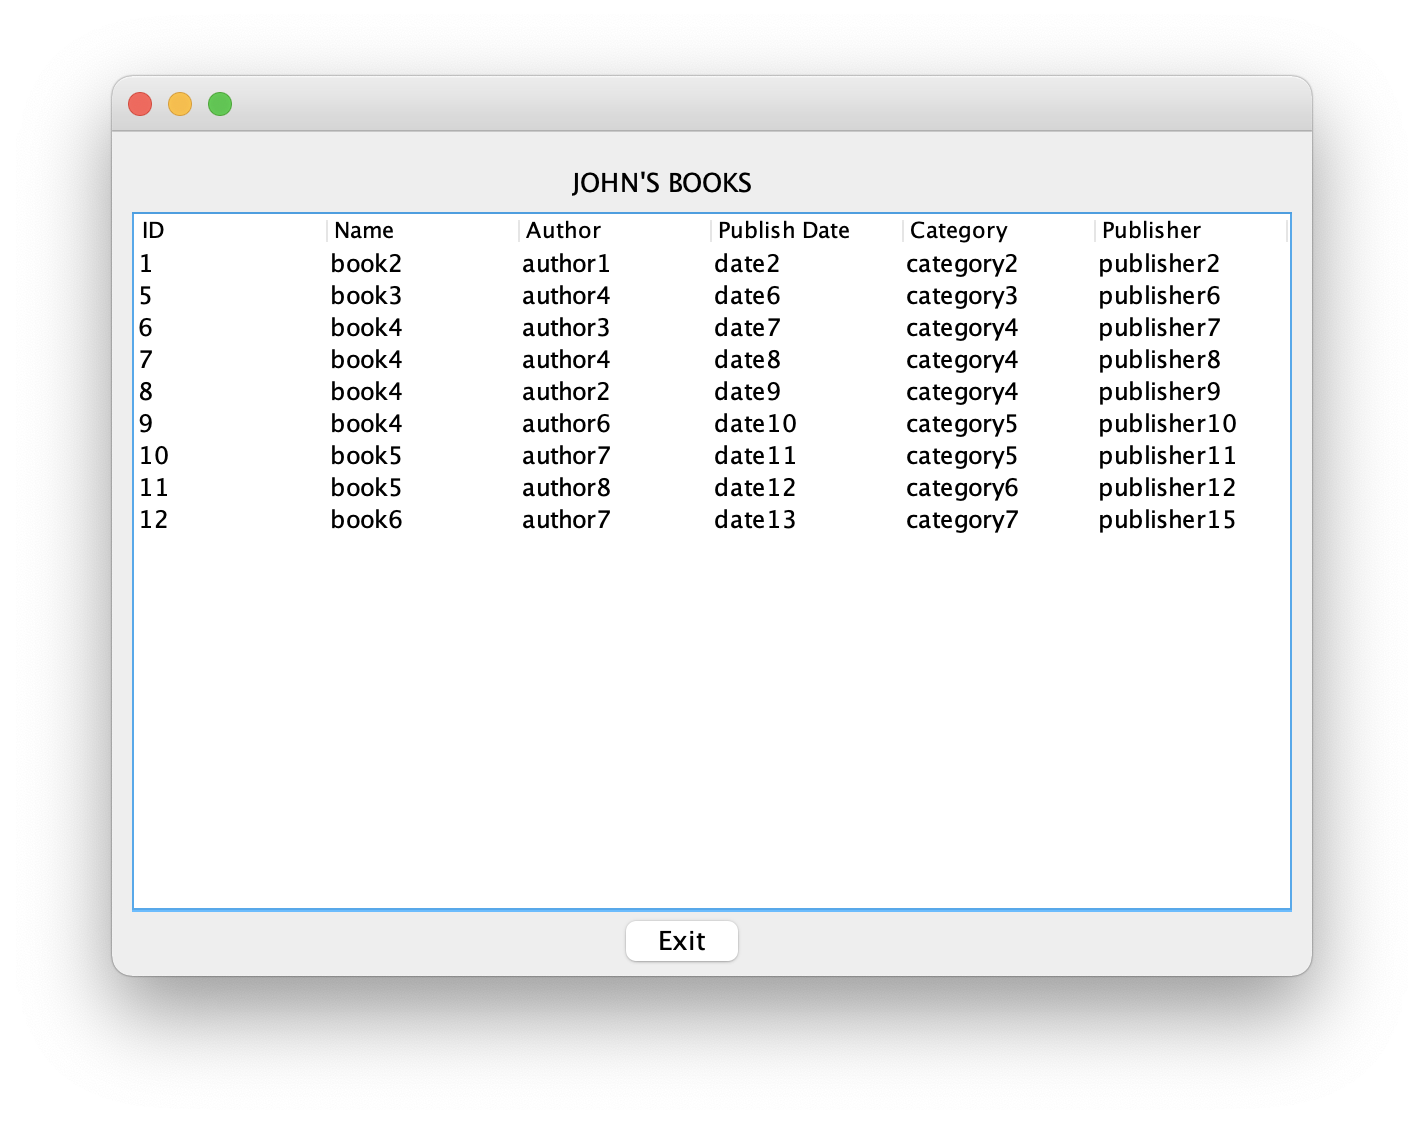 JOHN'S BOOKS
ID Name Author Publish Date Category Publisher
1 book2 author1 date2 category2 publisher2
5 book3 author4 date6 category3 publisher6
6 book4 author3 date7 category4 publisher7
7 book4 author4 date8 category4 publisher8
8 book4 author2 date9 category4 publisher9
9 book4 author6 date10 category5 publisher10
10 book5 author7 date11 category5 publisher11
11 book5 author8 date12 category6 publisher12
12 book6 author7 date13 category7 publisher15
Exit